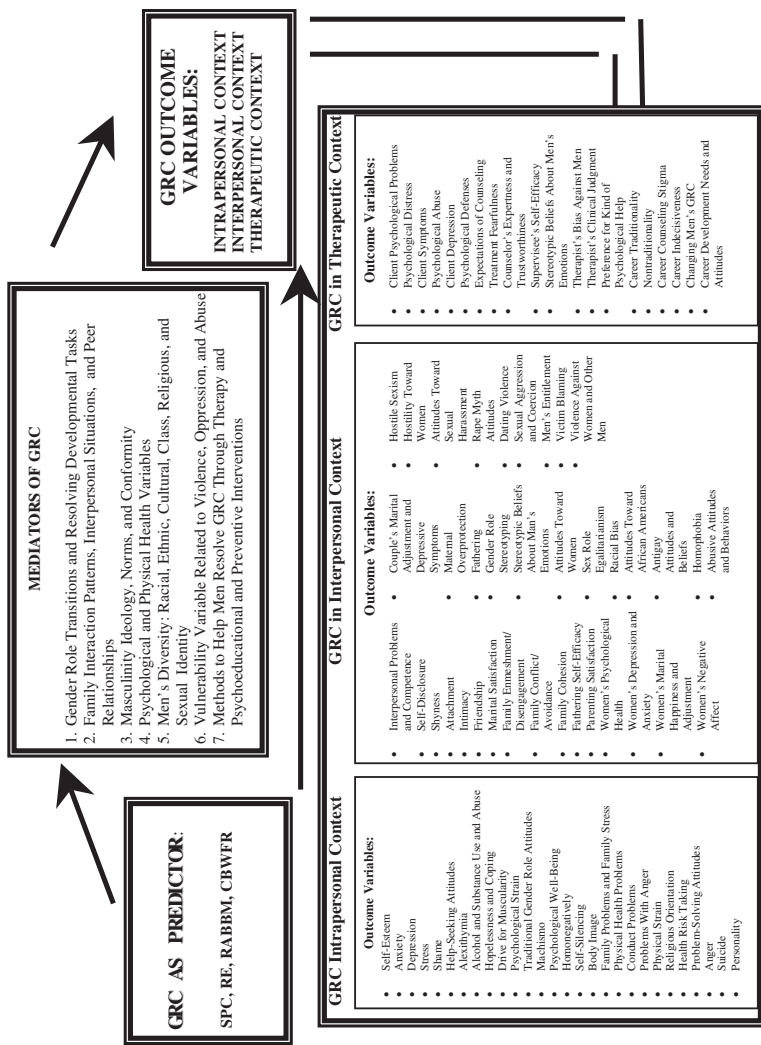 MEDIATORS OF GRC
1. Gender Role Transitions and Resolving Developmental Tasks
2. Family Interaction Patterns, Interpersonal Situations, and Peer
Relationships
3. Masculinity Ideology, Norms, and Conformity
4. Psychological and Physical Health Variables
5. Men's Diversity: Racial, Ethnic, Cultural, Class, Religious, and
Sexual Identity
6. Vulnerability Variable Related to Violence, Oppression, and Abuse
7. Methods to Help Men Resolve GRC Through Therapy and
Psychoeducational and Preventive Interventions
GRC AS PREDICTOR:
SPC, RE, RABBM, CBWFR
GRC OUTCOME
VARIABLES:
INTRAPERSONAL CONTEXT
INTERPERSONAL CONTEXT
THERAPEUTIC CONTEXT
GRC Intrapersonal Context
Outcome Variables:
• Self-Esteem
• Anxiety
• Depression
• Stress
• Shame
• Help-Seeking Attitudes
• Alexithymia
• Alcohol and Substance Use and Abuse
• Hopelessness and Coping
• Drive for Muscularity
• Psychological Strain
• Traditional Gender Role Attitudes
• Machismo
• Psychological Well-Being
• Homonegatively
• Self-Silencing
• Body Image
• Family Problems and Family Stress
• Physical Health Problems
• Conduct Problems
• Problems With Anger
• Physical Strain
• Religious Orientation
• Health Risk Taking
• Problem-Solving Attitudes
• Anger
• Suicide
• Personality
GRC in Interpersonal Context
Outcome Variables:
• Interpersonal Problems
and Competence
• Self-Disclosure
• Shyness
• Attachment
• Intimacy
• Friendship
• Marital Satisfaction
• Family Enmeshment/
Disengagement
• Family Conflict/
Avoidance
• Family Cohesion
• Fathering Self-Efficacy
• Parenting Satisfaction
• Women's Psychological
Health
• Women's Depression and
Anxiety
• Women's Marital
Happiness and
Adjustment
• Women's Negative
Affect
• Couple's Marital
Adjustment and
Depressive
Symptoms
• Maternal
Overprotection
• Fathering
• Gender Role
Stereotyping
• Stereotypic Beliefs
About Man's
Emotions
• Attitudes Toward
Women
• Sex Role
Egalitarianism
• Racial Bias
• Attitudes Toward
African Americans
• Antigay
Attitudes and
Beliefs
• Homophobia
• Abusive Attitudes
and Behaviors
• Hostile Sexism
• Hostility Toward
Women
• Attitudes Toward
Sexual
Harassment
• Rape Myth
Attitudes
• Dating Violence
• Sexual Aggression
and Coercion
• Men's Entitlement
• Victim Blaming
• Violence Against
Women and Other
Men
GRC in Therapeutic Context
Outcome Variables:
• Client Psychological Problems
• Psychological Distress
• Client Symptoms
• Psychological Abuse
• Client Depression
• Psychological Defenses
• Expectations of Counseling
• Treatment Fearfulness
• Counselor's Expertness and
Trustworthiness
• Supervisee's Self-Efficacy
• Stereotypic Beliefs About Men's
Emotions
• Therapist's Bias Against Men
• Therapist's Clinical Judgment
• Preference for Kind of
Psychological Help
• Career Traditionality
• Nontraditionality
• Career Counseling Stigma
• Career Indecisiveness
• Changing Men's GRC
• Career Development Needs and
Attitudes